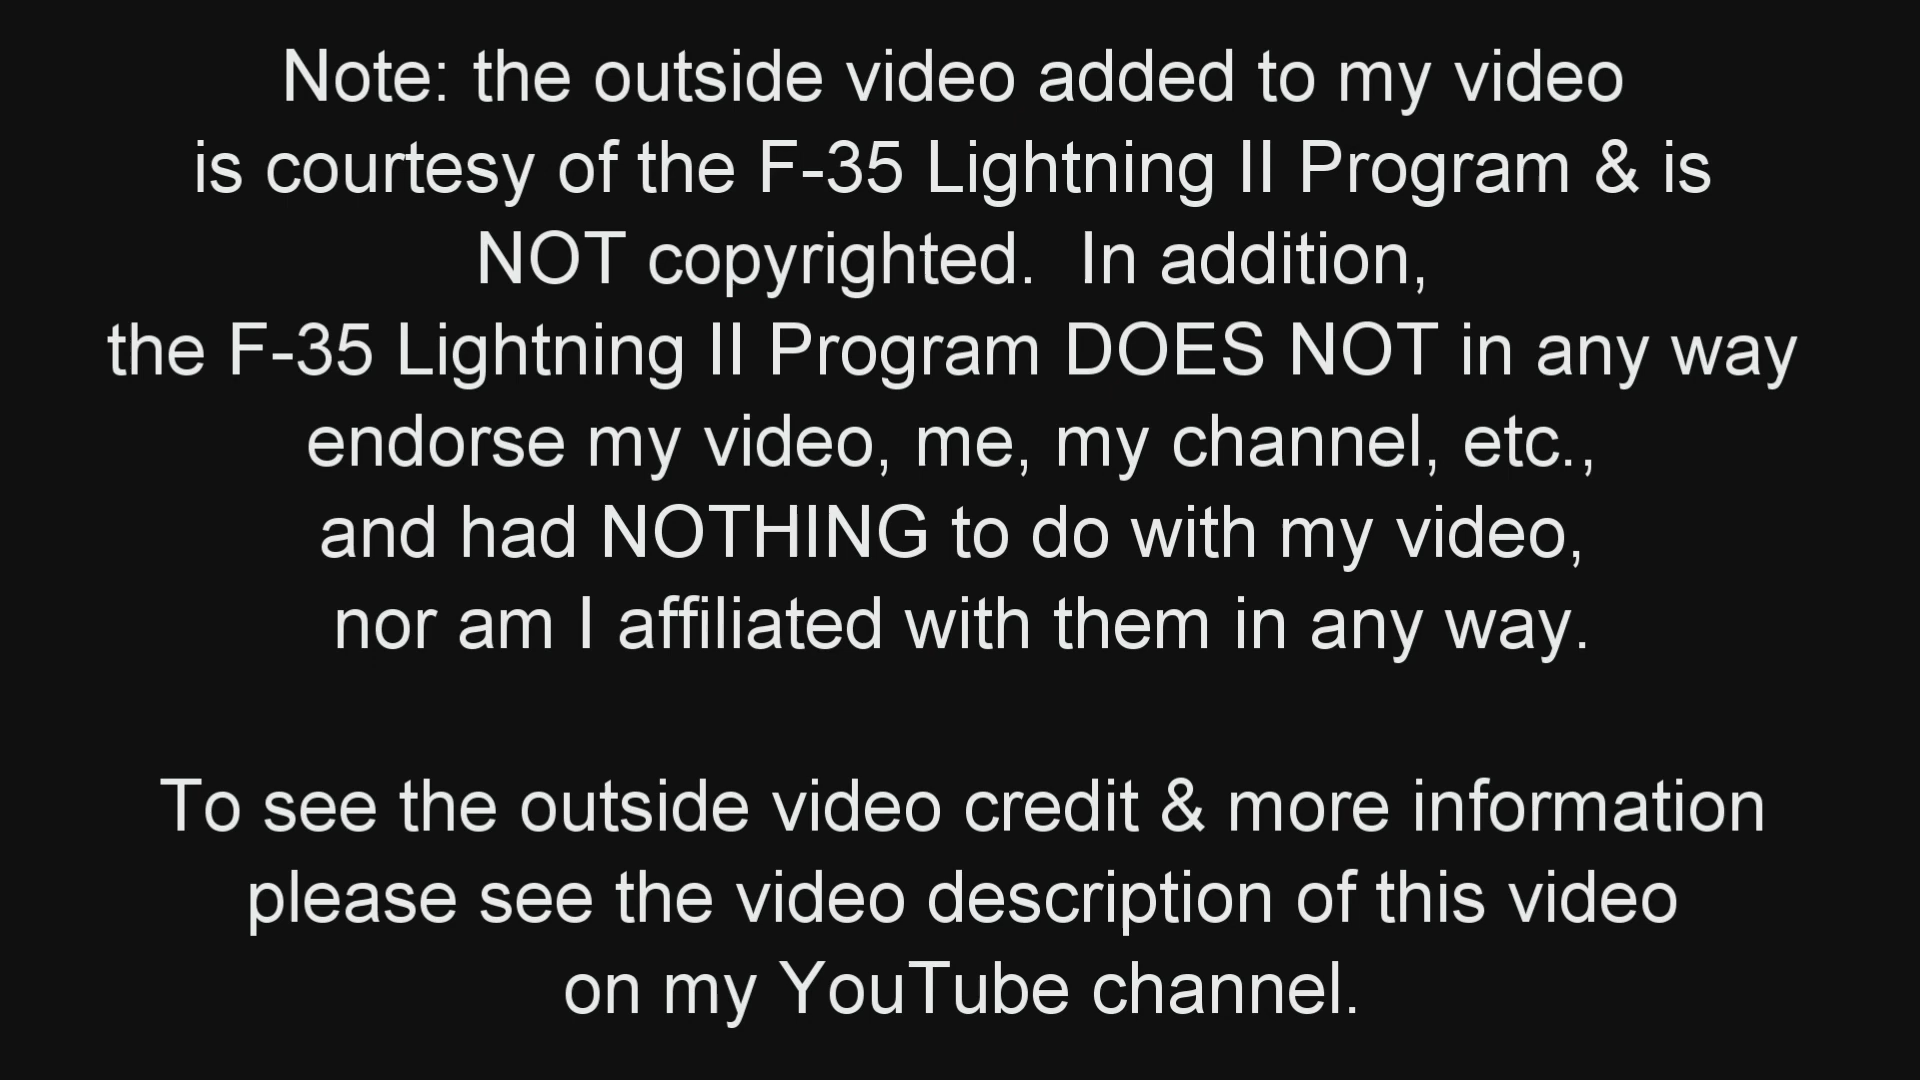 Note: the outside video added to my video
is courtesy of the F-35 Lightning II Program & is
NOT copyrighted.  In addition,
the F-35 Lightning II Program DOES NOT in any way
endorse my video, me, my channel, etc.,
and had NOTHING to do with my video,
nor am I affiliated with them in any way.
To see the outside video credit & more information
please see the video description of this video
on my YouTube channel.